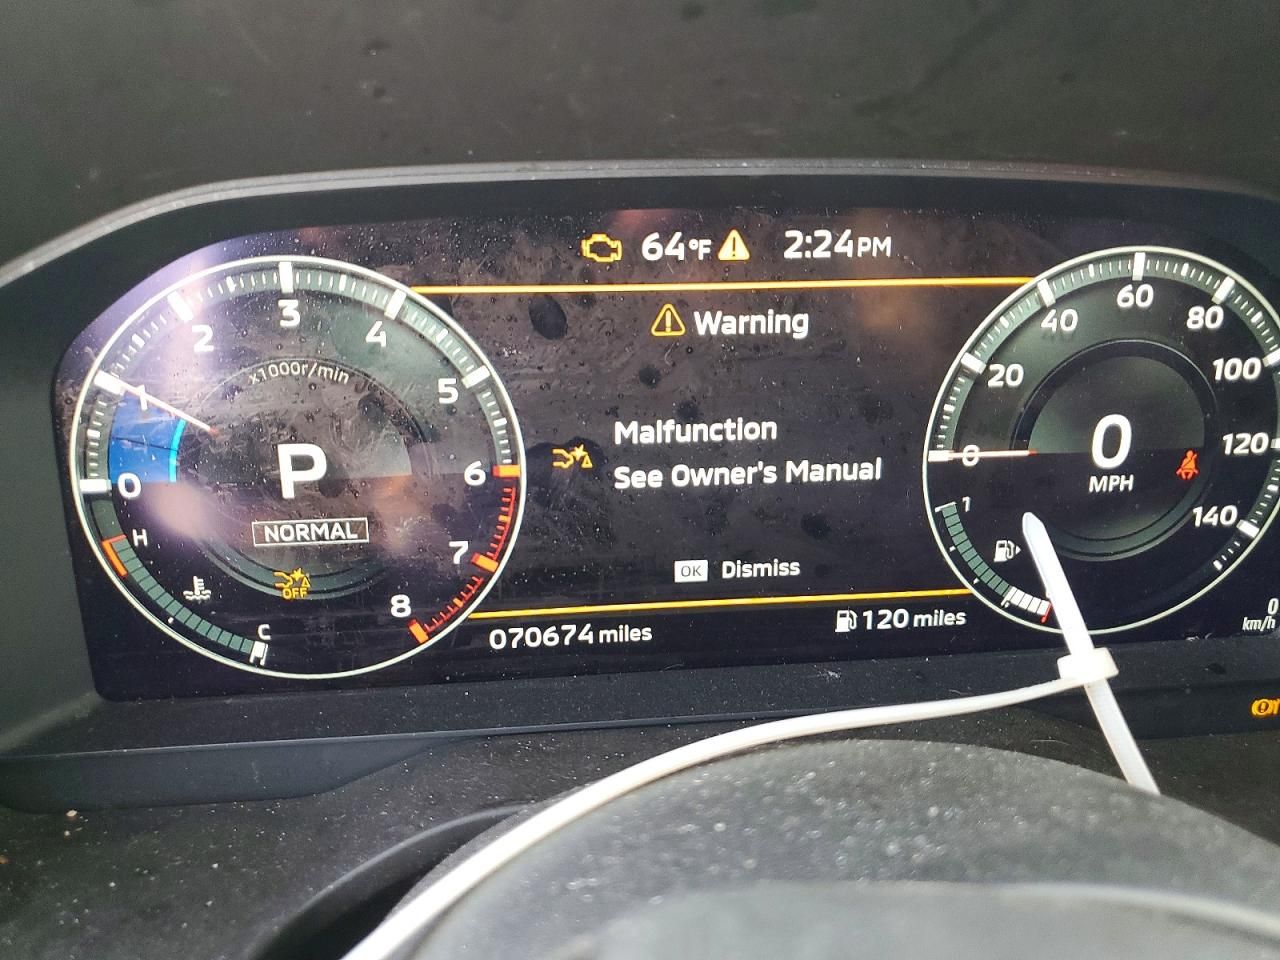 64°F 2:24PM
Warning
Malfunction
See Owner's Manual
OK Dismiss
070674 miles
120 miles
0 1 2 3 4 5 6 7 8
x1000r/min
P
NORMAL
OFF
H
C
0 20 40 60 80 100 120 140
0
MPH
1
0
km/h